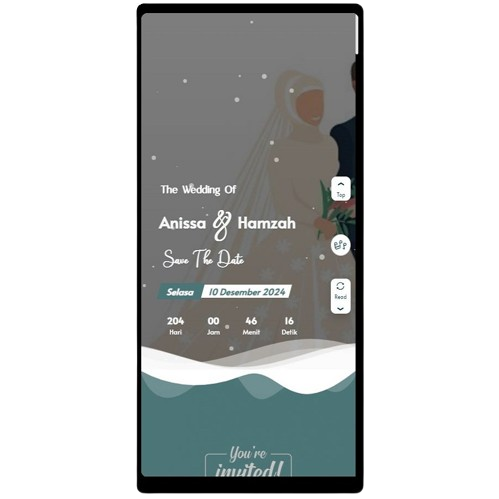 The Wedding Of
Anissa & Hamzah
Save The Date
Selasa 10 Desember 2024
204 00 46 16
Hari Jam Menit Detik
Top
Read
You're
invited!